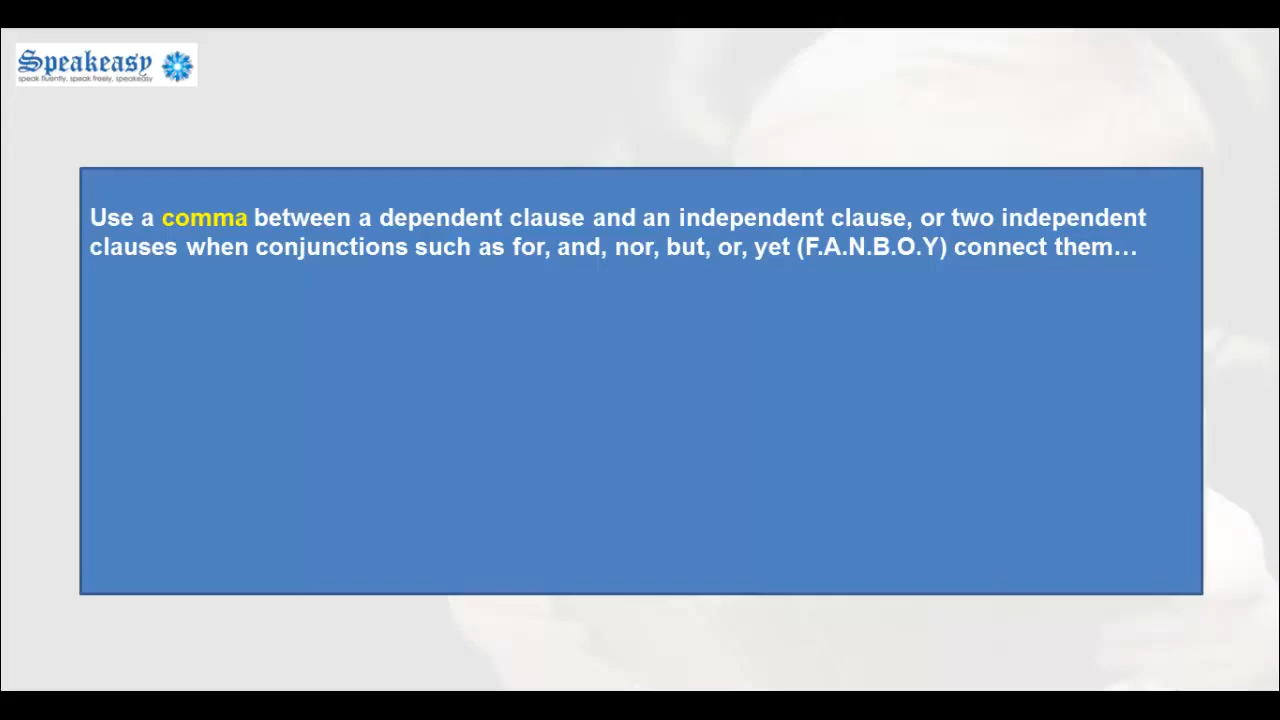 Speakeasy
speak fluently, speak freely, speakeasy
Use a comma between a dependent clause and an independent clause, or two independent
clauses when conjunctions such as for, and, nor, but, or, yet (F.A.N.B.O.Y) connect them…